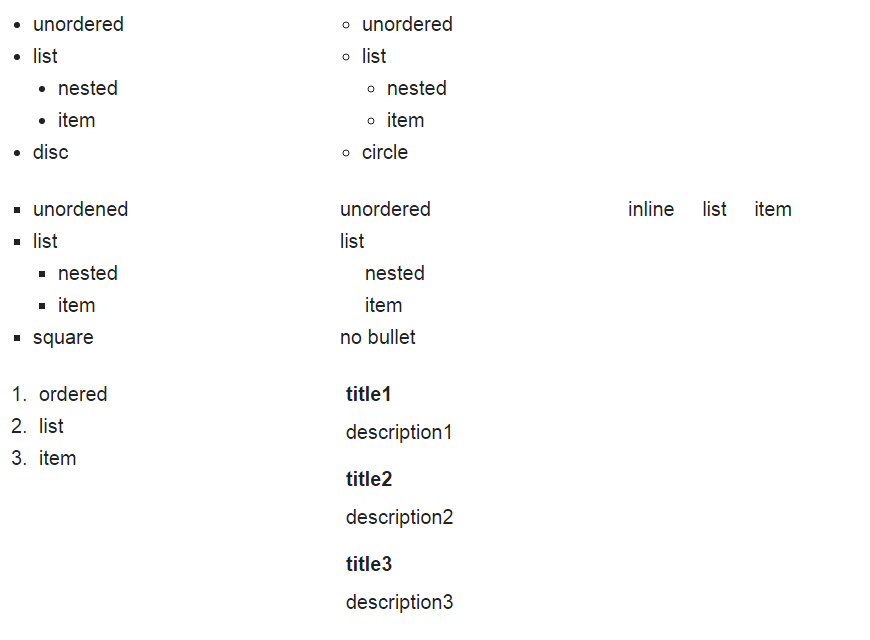 • unordered
• list
• nested
• item
• disc
◦ unordered
◦ list
◦ nested
◦ item
◦ circle
▪ unordened
▪ list
▪ nested
▪ item
▪ square
unordered
list
nested
item
no bullet
inline list item
1. ordered
2. list
3. item
title1
description1
title2
description2
title3
description3